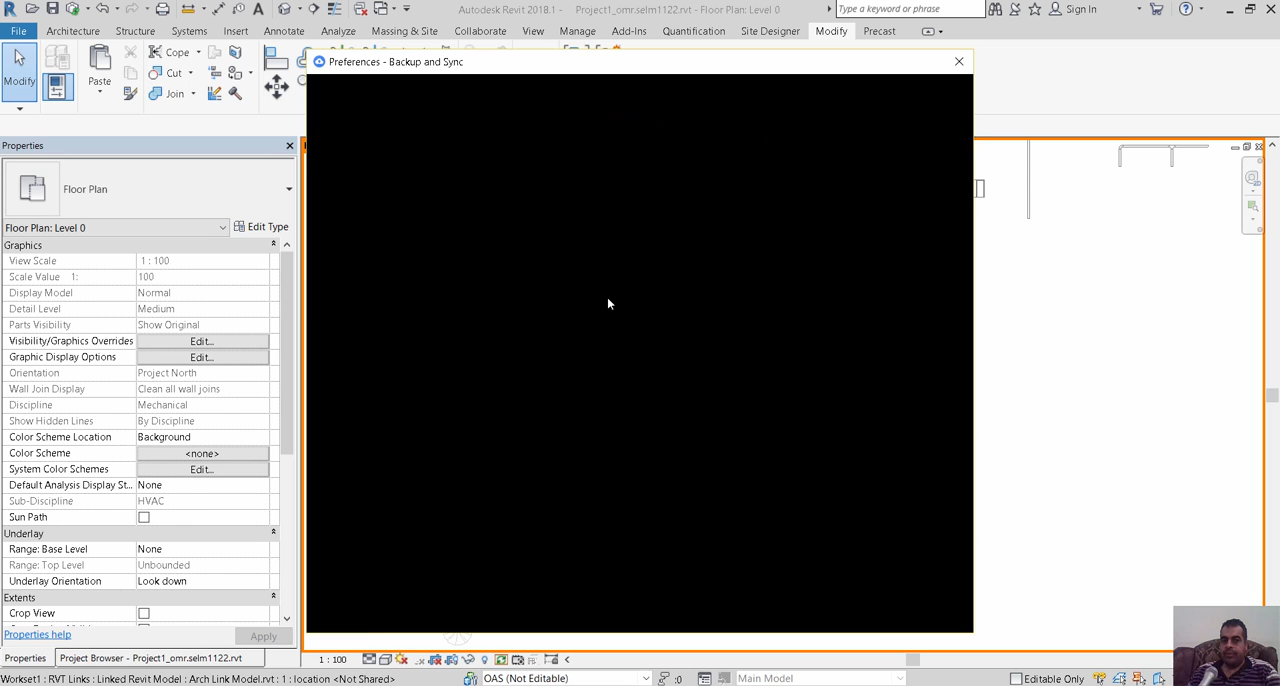 Autodesk Revit 2018.1 - Project1_omr.selm1122.rvt - Floor Plan: Level 0
Type a keyword or phrase
Sign In
File Architecture Structure Systems Insert Annotate Analyze Massing & Site Collaborate View Manage Add-Ins Quantification Site Designer Modify Precast
Modify
Paste
Cope
Cut
Join
Preferences - Backup and Sync
Properties
Floor Plan
Floor Plan: Level 0
Edit Type
Graphics
View Scale 1 : 100
Scale Value 1: 100
Display Model Normal
Detail Level Medium
Parts Visibility Show Original
Visibility/Graphics Overrides Edit...
Graphic Display Options Edit...
Orientation Project North
Wall Join Display Clean all wall joins
Discipline Mechanical
Show Hidden Lines By Discipline
Color Scheme Location Background
Color Scheme <none>
System Color Schemes Edit...
Default Analysis Display St... None
Sub-Discipline HVAC
Sun Path
Underlay
Range: Base Level None
Range: Top Level Unbounded
Underlay Orientation Look down
Extents
Crop View
Properties help
Apply
Properties Project Browser - Project1_omr.selm1122.rvt
1 : 100
Workset1 : RVT Links : Linked Revit Model : Arch Link Model.rvt : 1 : location <Not Shared>
OAS (Not Editable)
:0
Main Model
Editable Only